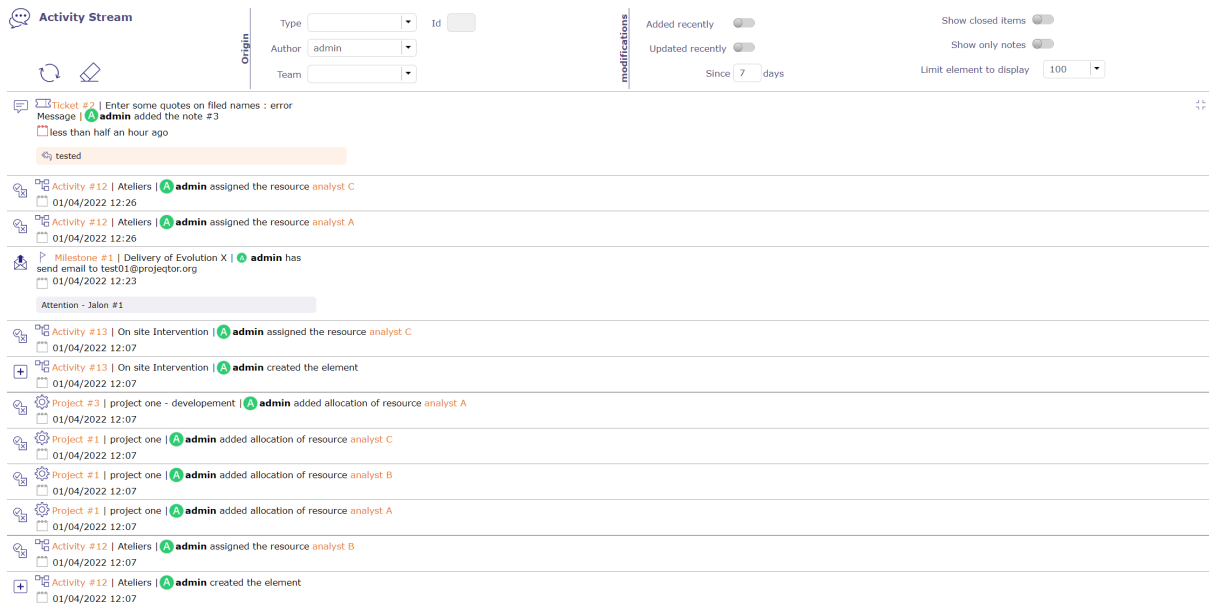 Activity Stream
Origin
Type
Id
Author admin
Team
modifications
Added recently
Updated recently
Since 7 days
Show closed items
Show only notes
Limit element to display 100
Ticket #2 | Enter some quotes on filed names : error
Message | A admin added the note #3
less than half an hour ago
tested
Activity #12 | Ateliers | A admin assigned the resource analyst C
01/04/2022 12:26
Activity #12 | Ateliers | A admin assigned the resource analyst A
01/04/2022 12:26
Milestone #1 | Delivery of Evolution X | A admin has
send email to test01@projeqtor.org
01/04/2022 12:23
Attention - Jalon #1
Activity #13 | On site Intervention | A admin assigned the resource analyst C
01/04/2022 12:07
Activity #13 | On site Intervention | A admin created the element
01/04/2022 12:07
Project #3 | project one - developement | A admin added allocation of resource analyst A
01/04/2022 12:07
Project #1 | project one | A admin added allocation of resource analyst C
01/04/2022 12:07
Project #1 | project one | A admin added allocation of resource analyst B
01/04/2022 12:07
Project #1 | project one | A admin added allocation of resource analyst A
01/04/2022 12:07
Activity #12 | Ateliers | A admin assigned the resource analyst B
01/04/2022 12:07
Activity #12 | Ateliers | A admin created the element
01/04/2022 12:07